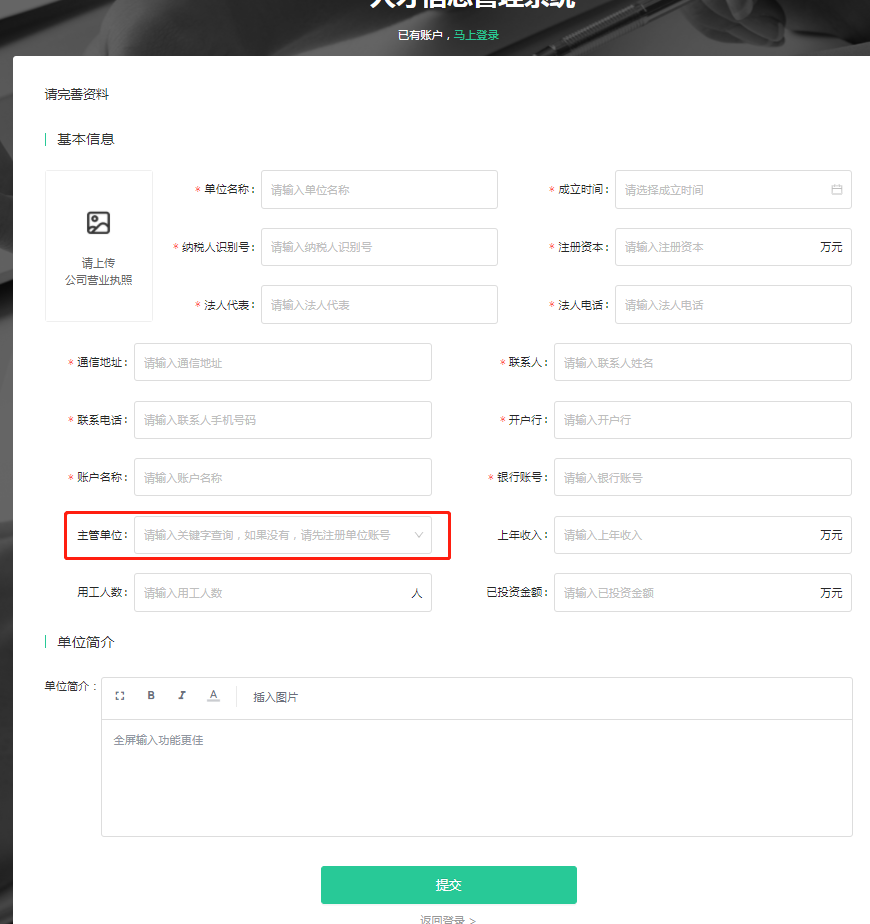 人才信息管理系统
已有账户，马上登录
请完善资料
基本信息
请上传
公司营业执照
* 单位名称： 请输入单位名称
* 成立时间： 请选择成立时间
* 纳税人识别号： 请输入纳税人识别号
* 注册资本： 请输入注册资本 万元
* 法人代表： 请输入法人代表
* 法人电话： 请输入法人电话
* 通信地址： 请输入通信地址
* 联系人： 请输入联系人姓名
* 联系电话： 请输入联系人手机号码
* 开户行： 请输入开户行
* 账户名称： 请输入账户名称
* 银行账号： 请输入银行账号
主管单位： 请输入关键字查询，如果没有，请先注册单位账号
上年收入： 请输入上年收入 万元
用工人数： 请输入用工人数 人
已投资金额： 请输入已投资金额 万元
单位简介
单位简介：
B I A 插入图片
全屏输入功能更佳
提交
返回登录 >